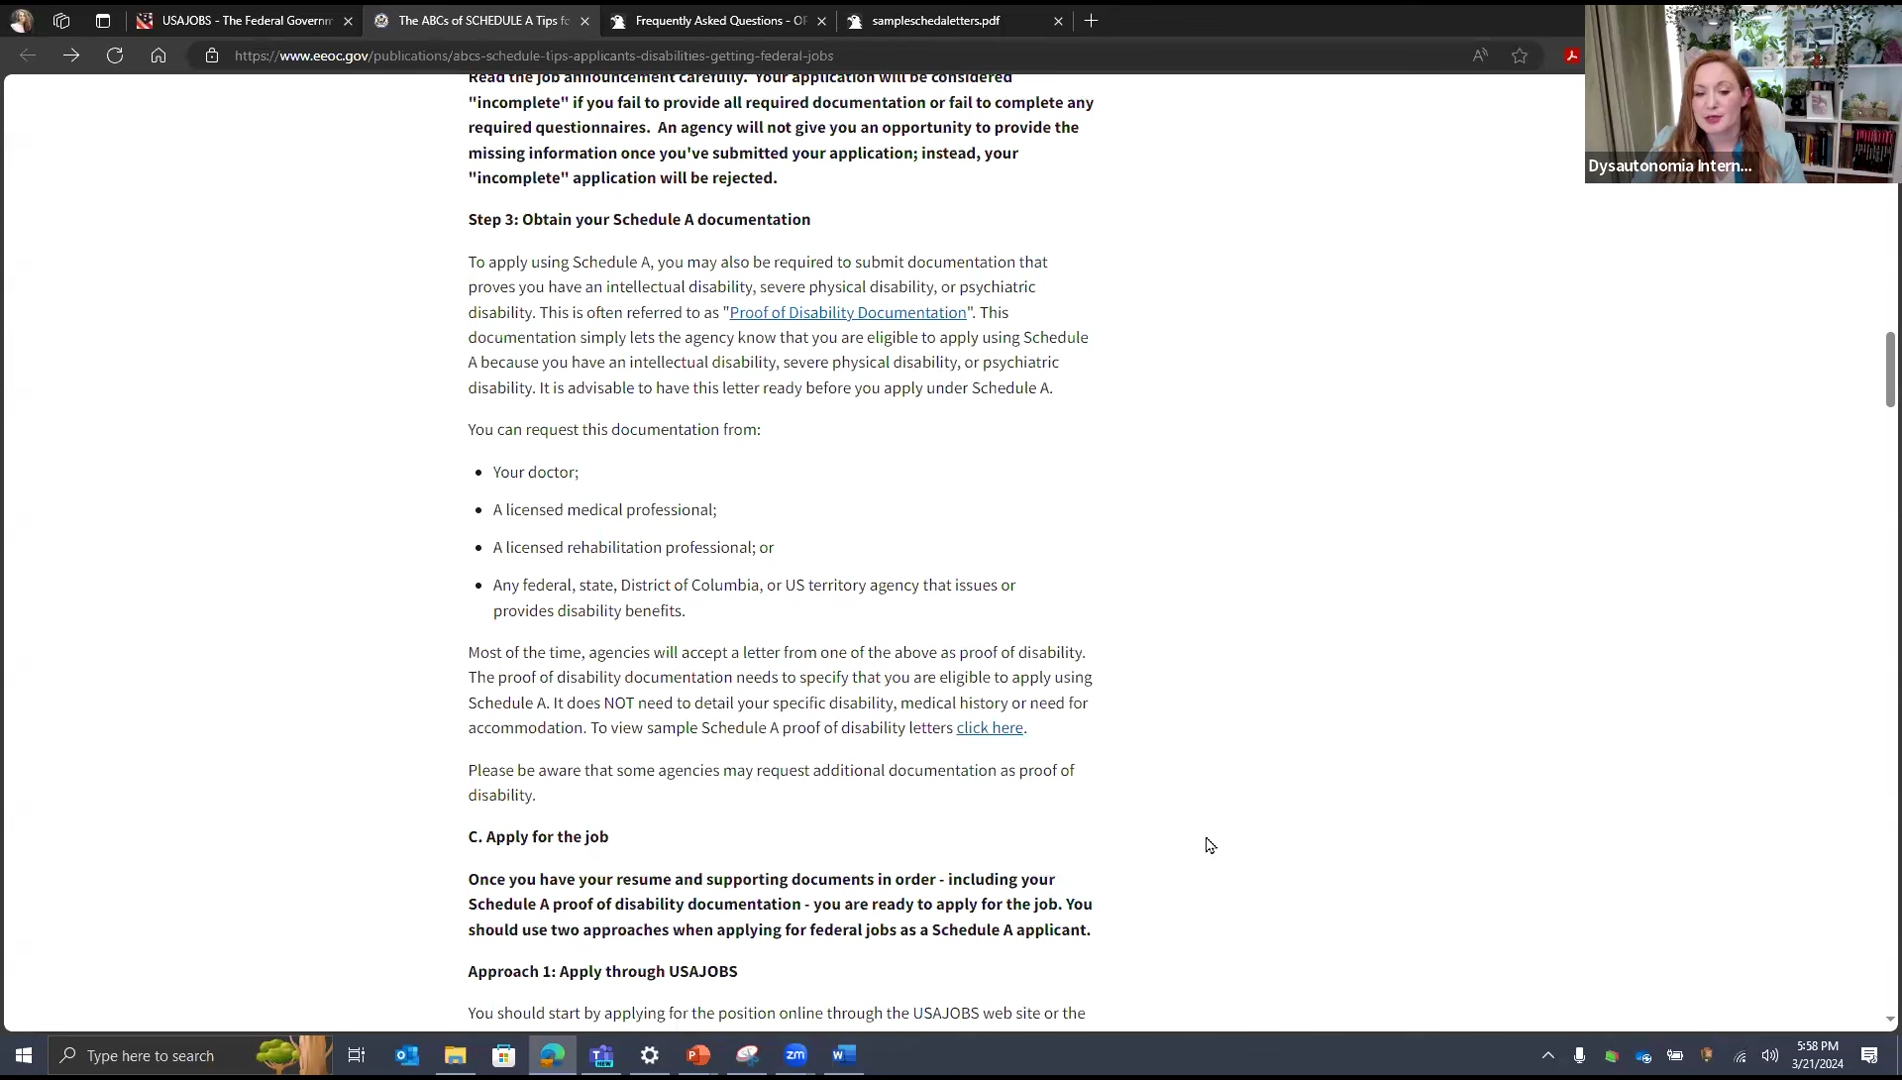 USAJOBS - The Federal Governm
The ABCs of SCHEDULE A Tips fo
Frequently Asked Questions - OP
sampleschedaletters.pdf
https://www.eeoc.gov/publications/abcs-schedule-tips-applicants-disabilities-getting-federal-jobs
Dysautonomia Intern...
Read the job announcement carefully. Your application will be considered
"incomplete" if you fail to provide all required documentation or fail to complete any
required questionnaires. An agency will not give you an opportunity to provide the
missing information once you've submitted your application; instead, your
"incomplete" application will be rejected.
Step 3: Obtain your Schedule A documentation
To apply using Schedule A, you may also be required to submit documentation that
proves you have an intellectual disability, severe physical disability, or psychiatric
disability. This is often referred to as "Proof of Disability Documentation". This
documentation simply lets the agency know that you are eligible to apply using Schedule
A because you have an intellectual disability, severe physical disability, or psychiatric
disability. It is advisable to have this letter ready before you apply under Schedule A.
You can request this documentation from:
• Your doctor;
• A licensed medical professional;
• A licensed rehabilitation professional; or
• Any federal, state, District of Columbia, or US territory agency that issues or
provides disability benefits.
Most of the time, agencies will accept a letter from one of the above as proof of disability.
The proof of disability documentation needs to specify that you are eligible to apply using
Schedule A. It does NOT need to detail your specific disability, medical history or need for
accommodation. To view sample Schedule A proof of disability letters click here.
Please be aware that some agencies may request additional documentation as proof of
disability.
C. Apply for the job
Once you have your resume and supporting documents in order - including your
Schedule A proof of disability documentation - you are ready to apply for the job. You
should use two approaches when applying for federal jobs as a Schedule A applicant.
Approach 1: Apply through USAJOBS
You should start by applying for the position online through the USAJOBS web site or the
Type here to search
5:58 PM
3/21/2024